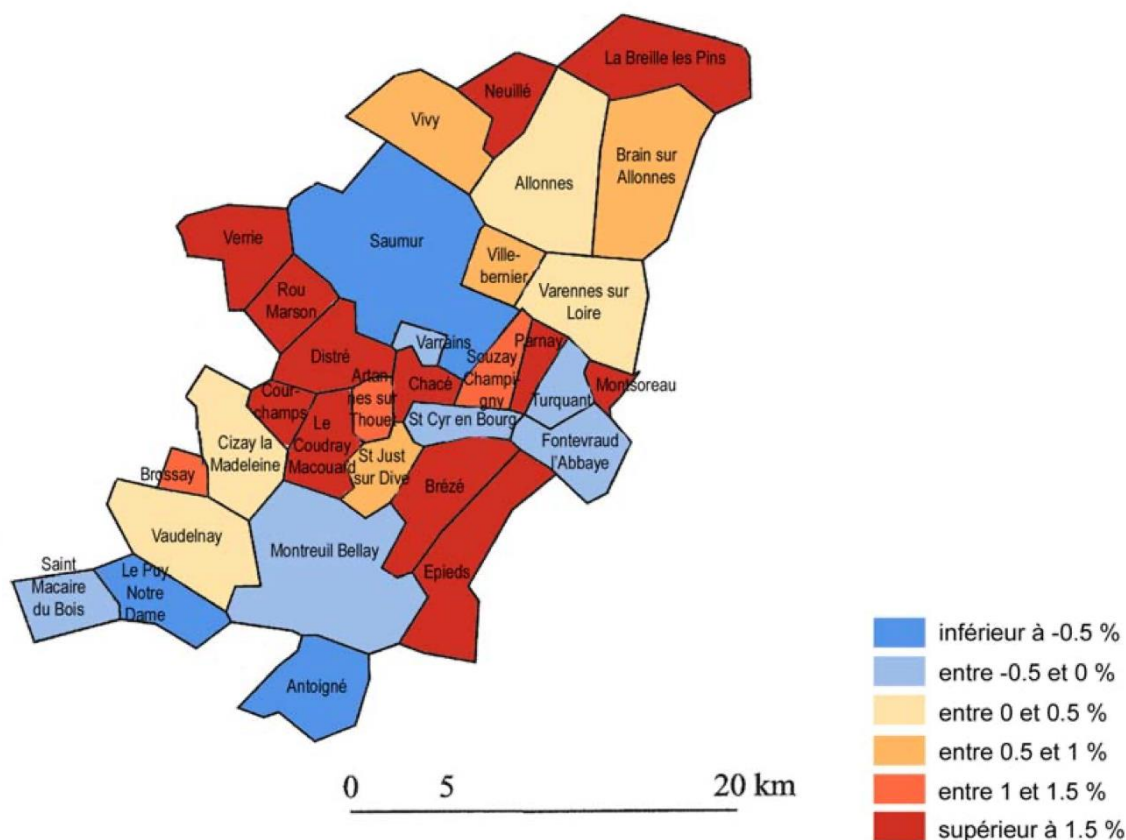 La Breille les Pins
Neuillé
Vivy
Brain sur
Allonnes
Allonnes
Verrie
Saumur
Ville-
bernier
Rou
Marson
Varennes sur
Loire
Varrains
Parnay
Distré
Souzay
Champi-
gny
Artan-
nes sur
Thouet
Chacé
Montsoreau
Cour-
champs
Turquant
Le
Coudray
Macouard
St Cyr en Bourg
Cizay la
Madeleine
Fontevraud
l'Abbaye
St Just
sur Dive
Brossay
Brézé
Vaudelnay
Montreuil Bellay
Saint
Macaire
du Bois
Le Puy
Notre
Dame
Epieds
Antoigné
inférieur à -0.5 %
entre -0.5 et 0 %
entre 0 et 0.5 %
entre 0.5 et 1 %
entre 1 et 1.5 %
supérieur à 1.5 %
0 5 20 km